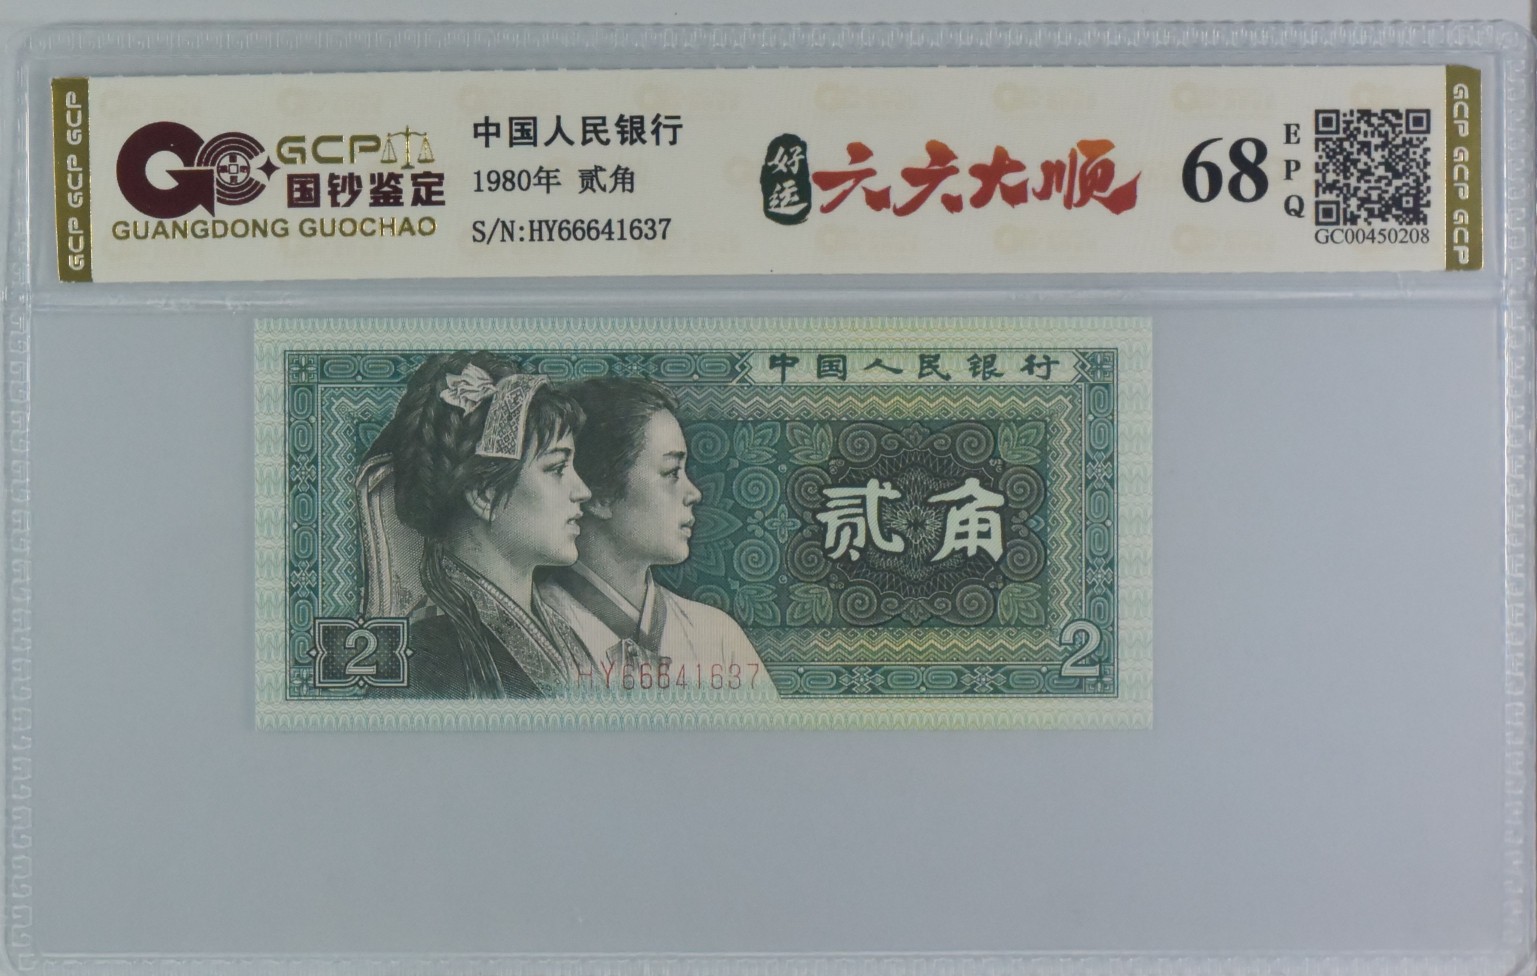 GCP
国钞鉴定
GUANGDONG GUOCHAO
中国人民银行
1980年 贰角
S/N:HY66641637
好运
六六大顺
68
EPQ
GC00450208
GCP GCP GCP
GCP GCP GCP
中国人民银行
贰角
2
2
HY66641637